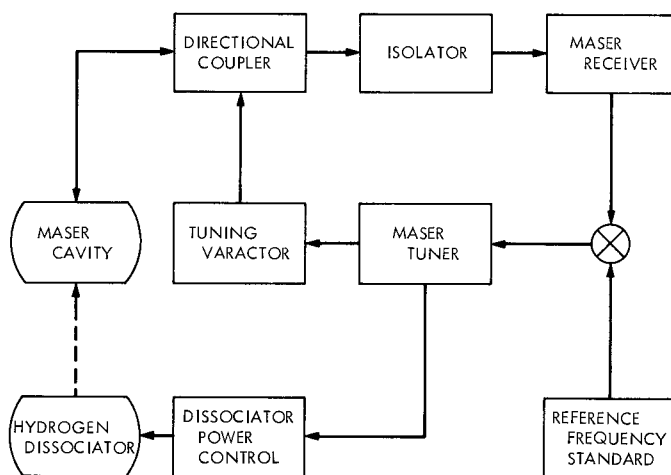 DIRECTIONAL
COUPLER
ISOLATOR
MASER
RECEIVER
MASER
CAVITY
TUNING
VARACTOR
MASER
TUNER
HYDROGEN
DISSOCIATOR
DISSOCIATOR
POWER
CONTROL
REFERENCE
FREQUENCY
STANDARD